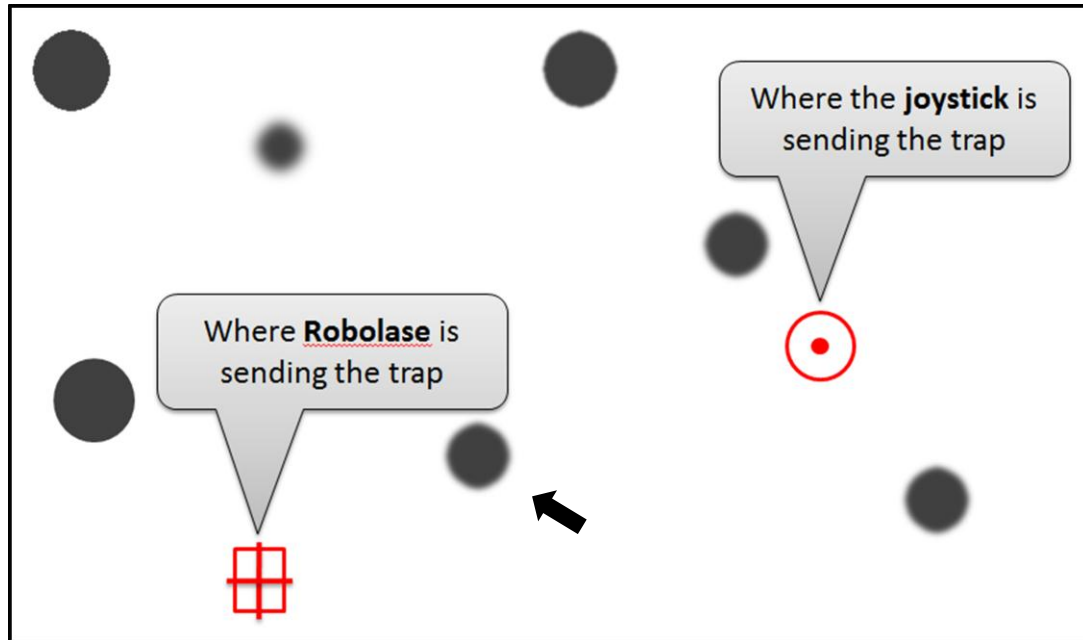 Where the joystick is
sending the trap
Where Robolase is
sending the trap